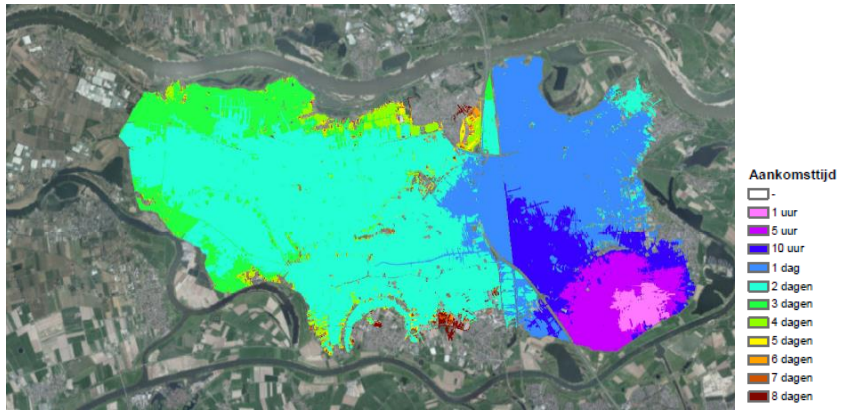 Aankomsttijd
-
1 uur
5 uur
10 uur
1 dag
2 dagen
3 dagen
4 dagen
5 dagen
6 dagen
7 dagen
8 dagen